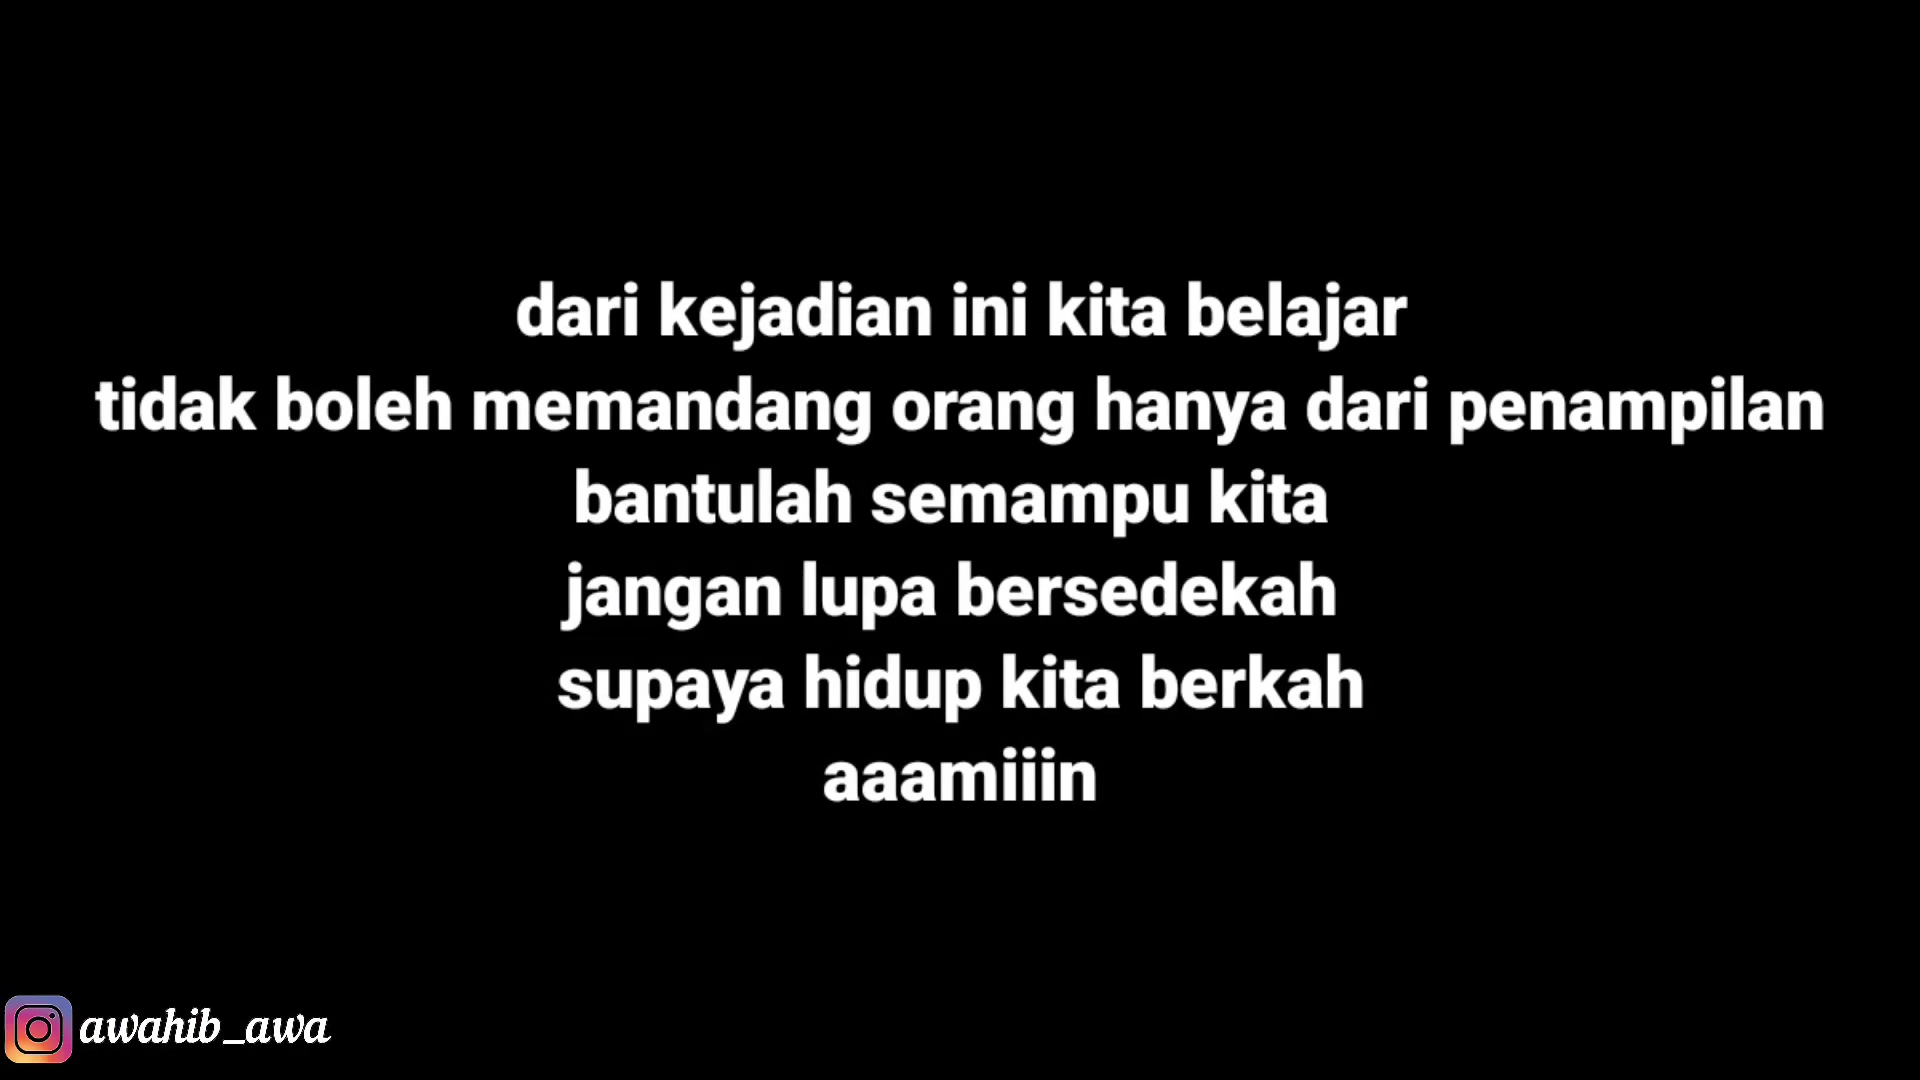 dari kejadian ini kita belajar
tidak boleh memandang orang hanya dari penampilan
bantulah semampu kita
jangan lupa bersedekah
supaya hidup kita berkah
aaamiiin
awahib_awa